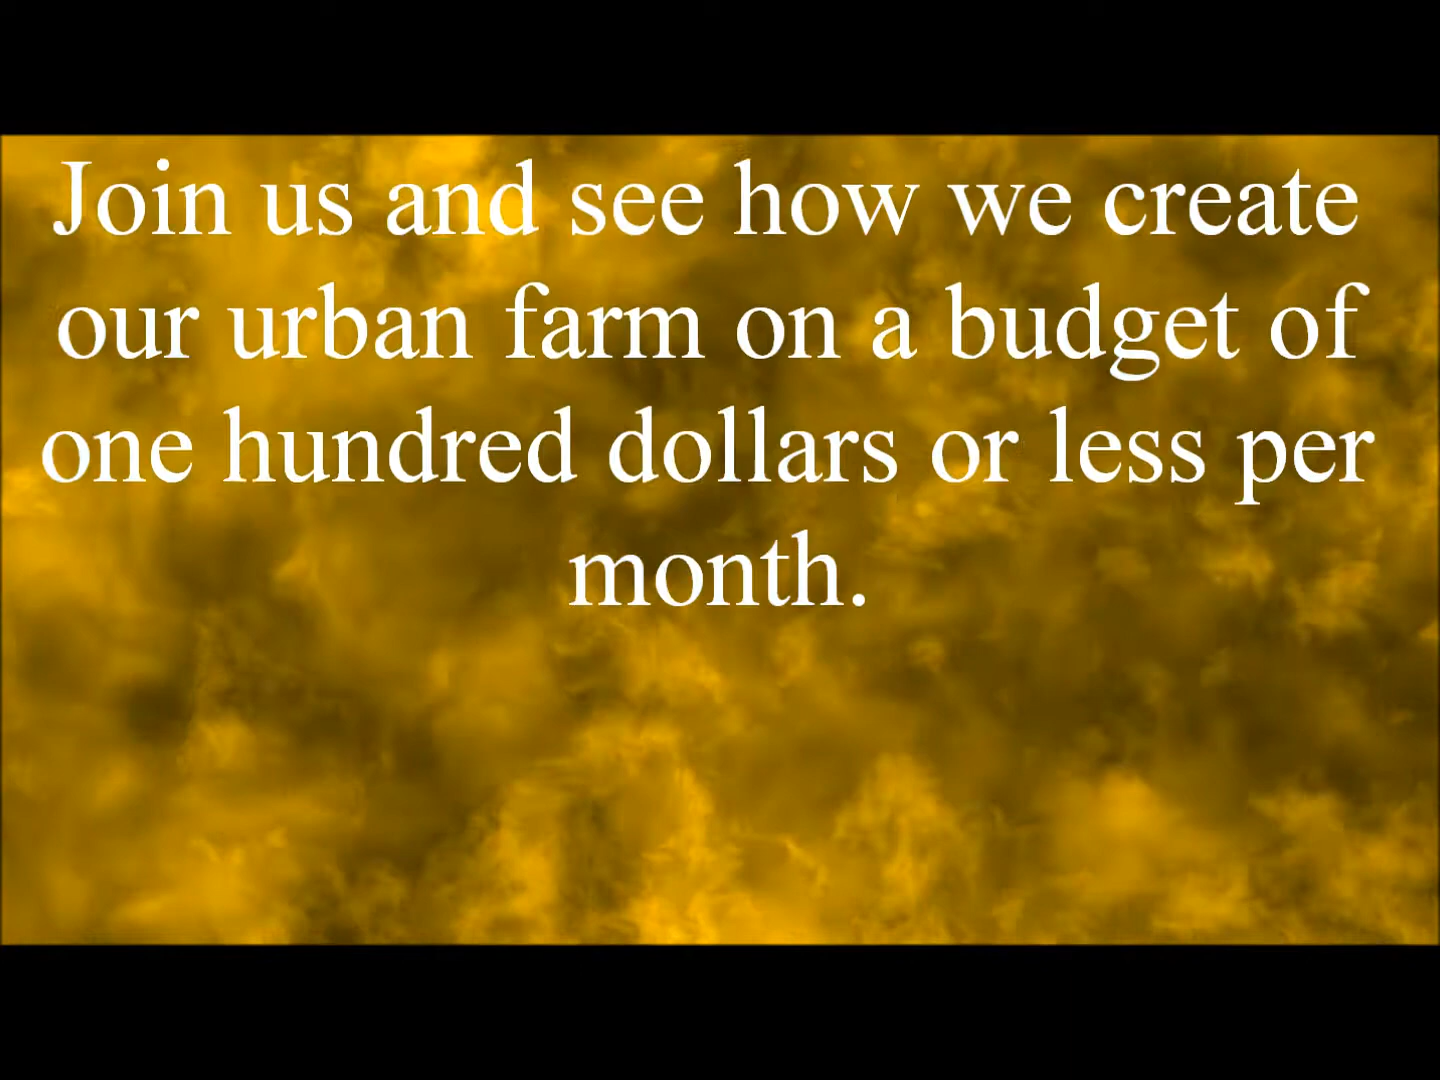 Join us and see how we create
our urban farm on a budget of
one hundred dollars or less per
month.